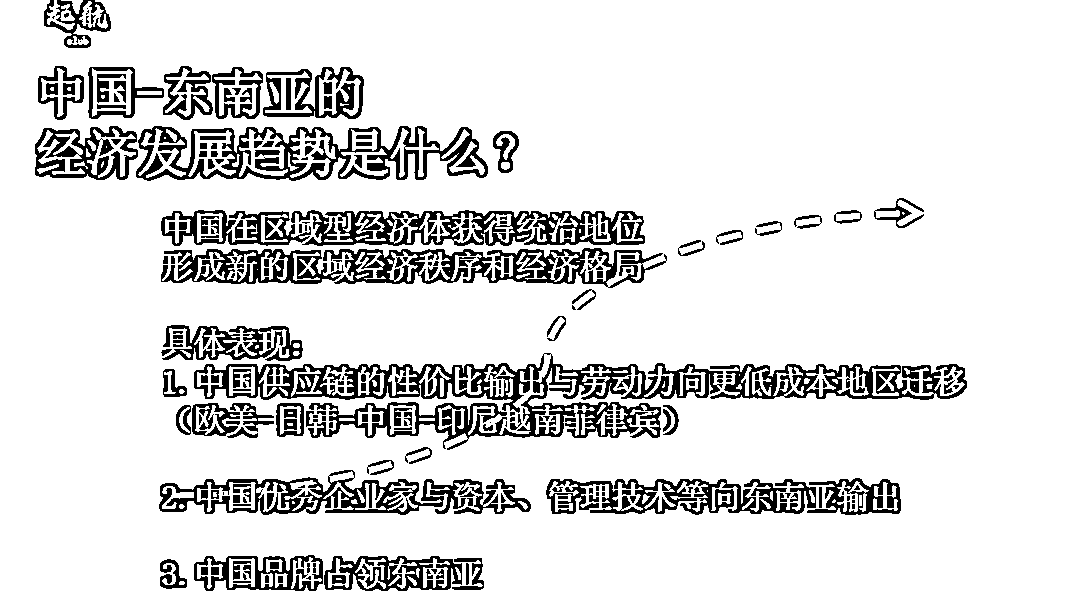 起航
club
中国-东南亚的
经济发展趋势是什么？
中国在区域型经济体获得统治地位
形成新的区域经济秩序和经济格局
具体表现：
1. 中国供应链的性价比输出与劳动力向更低成本地区迁移
（欧美-日韩-中国-印尼越南菲律宾）
2. 中国优秀企业家与资本、管理技术等向东南亚输出
3. 中国品牌占领东南亚